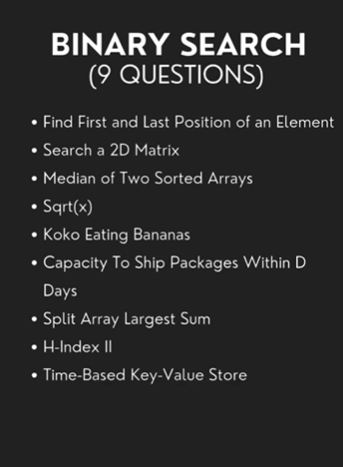 BINARY SEARCH
(9 QUESTIONS)
• Find First and Last Position of an Element
• Search a 2D Matrix
• Median of Two Sorted Arrays
• Sqrt(x)
• Koko Eating Bananas
• Capacity To Ship Packages Within D
Days
• Split Array Largest Sum
• H-Index II
• Time-Based Key-Value Store